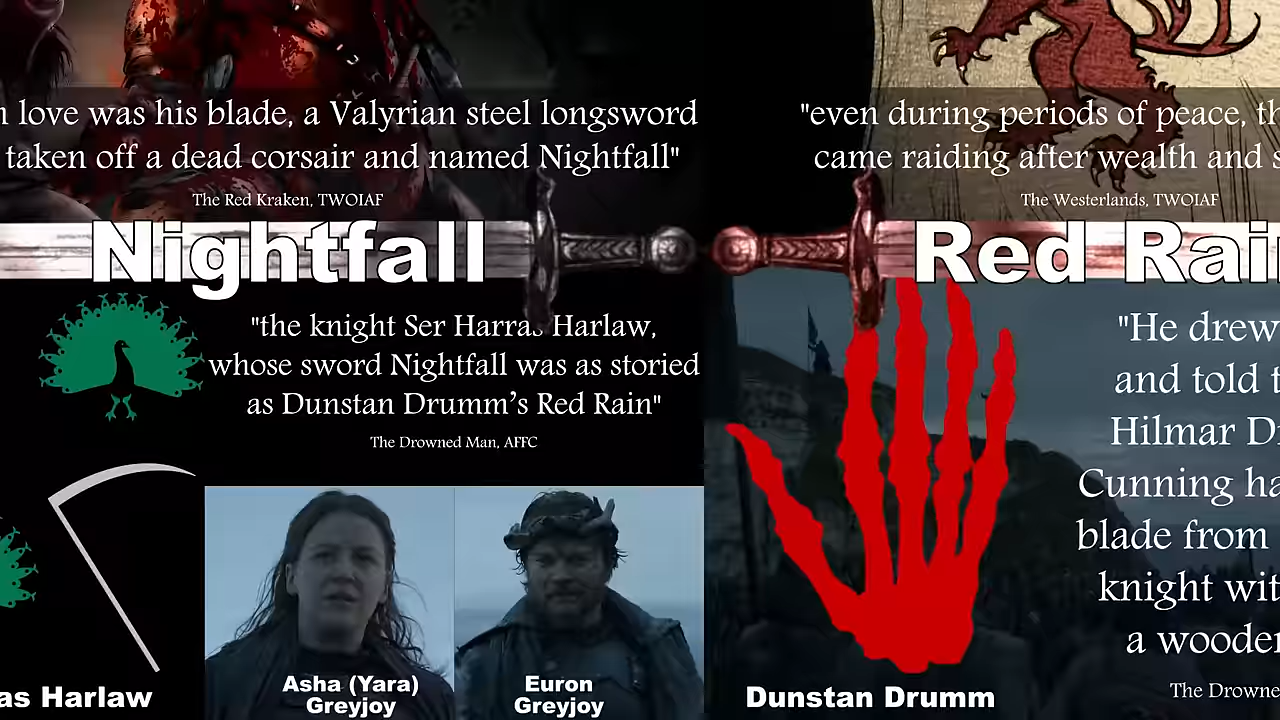 love was his blade, a Valyrian steel longsword
taken off a dead corsair and named Nightfall"
The Red Kraken, TWOIAF
Nightfall
"the knight Ser Harras Harlaw,
whose sword Nightfall was as storied
as Dunstan Drumm's Red Rain"
The Drowned Man, AFFC
as Harlaw
Asha (Yara)
Greyjoy
Euron
Greyjoy
"even during periods of peace, th
came raiding after wealth and s
The Westerlands, TWOIAF
Red Rai
"He drew
and told t
Hilmar D
Cunning ha
blade from
knight wit
a wooden
The Drowne
Dunstan Drumm